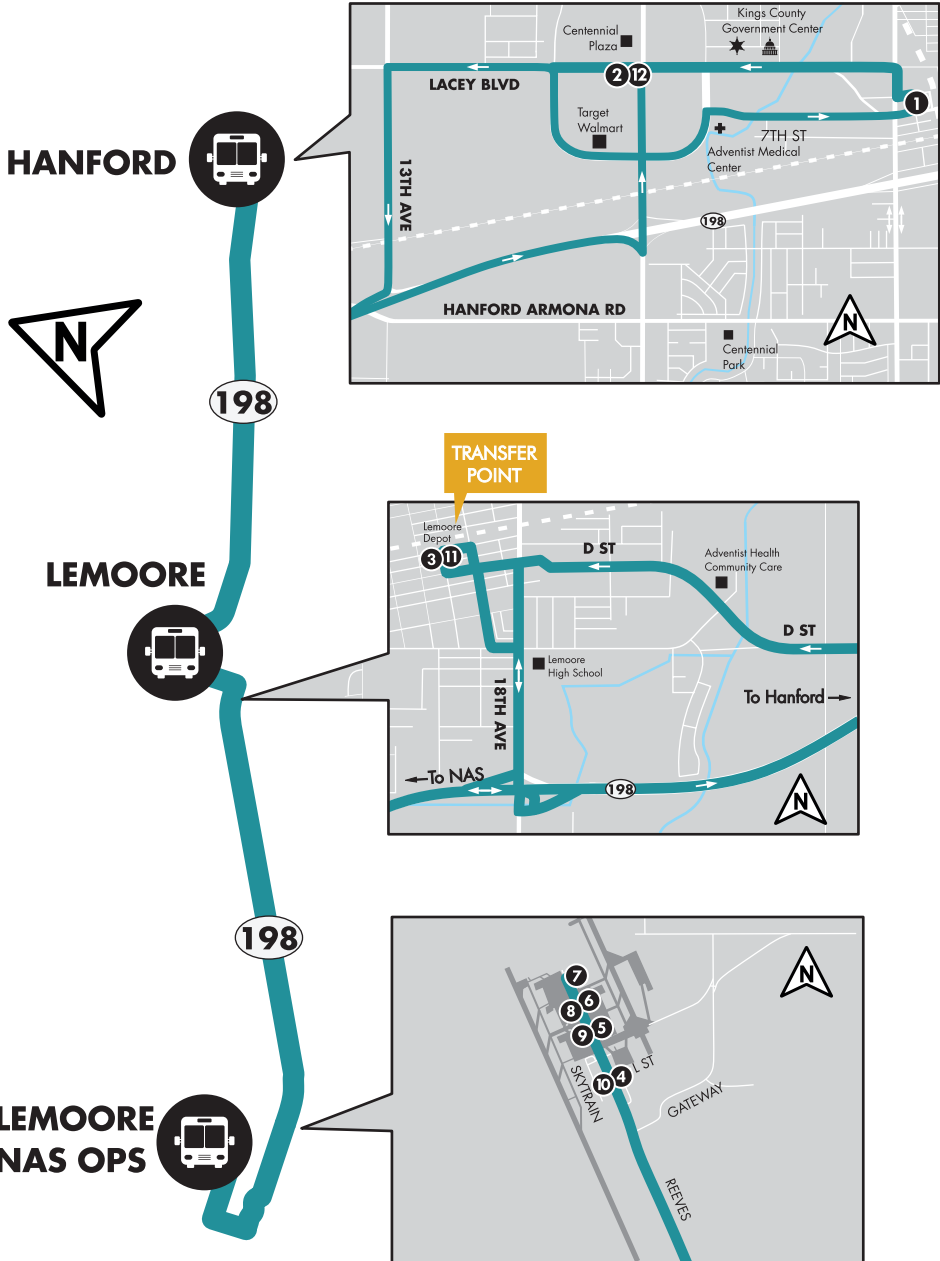 HANFORD
Centennial
Plaza
Kings County
Government Center
2
12
LACEY BLVD
1
Target
Walmart
7TH ST
Adventist Medical
Center
13TH AVE
198
HANFORD ARMONA RD
N
Centennial
Park
N
198
TRANSFER
POINT
Lemoore
Depot
3
11
D ST
Adventist Health
Community Care
D ST
LEMOORE
Lemoore
High School
18TH AVE
To Hanford
To NAS
198
N
198
7
6
8
5
9
L ST
4
10
SKYTRAIN
GATEWAY
REEVES
N
LEMOORE
NAS OPS